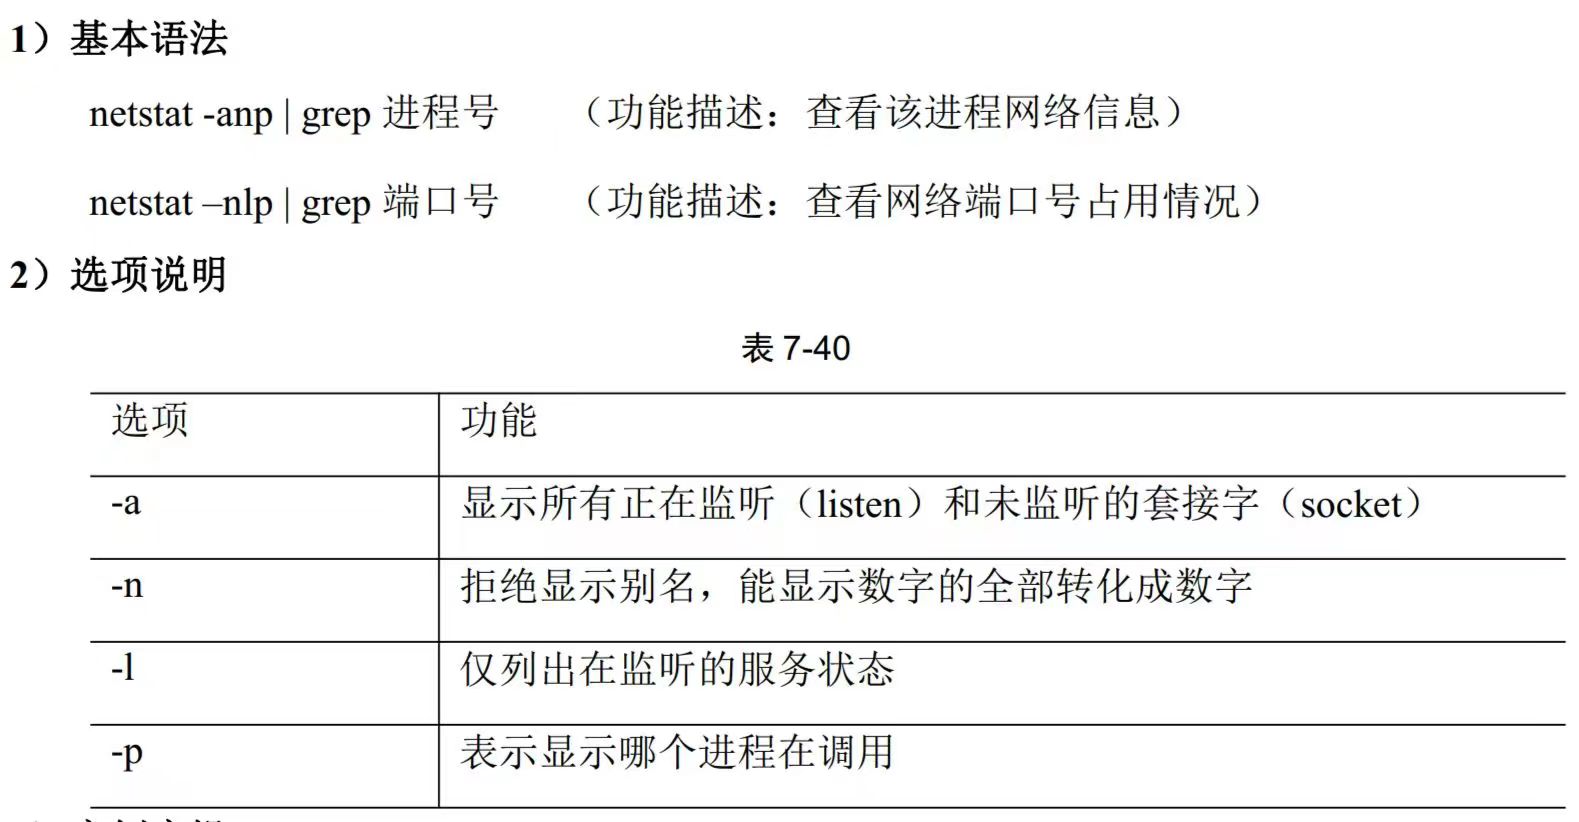 1）基本语法
netstat -anp | grep 进程号 （功能描述：查看该进程网络信息）
netstat –nlp | grep 端口号 （功能描述：查看网络端口号占用情况）
2）选项说明
表 7-40
选项 功能
-a 显示所有正在监听（listen）和未监听的套接字（socket）
-n 拒绝显示别名，能显示数字的全部转化成数字
-l 仅列出在监听的服务状态
-p 表示显示哪个进程在调用